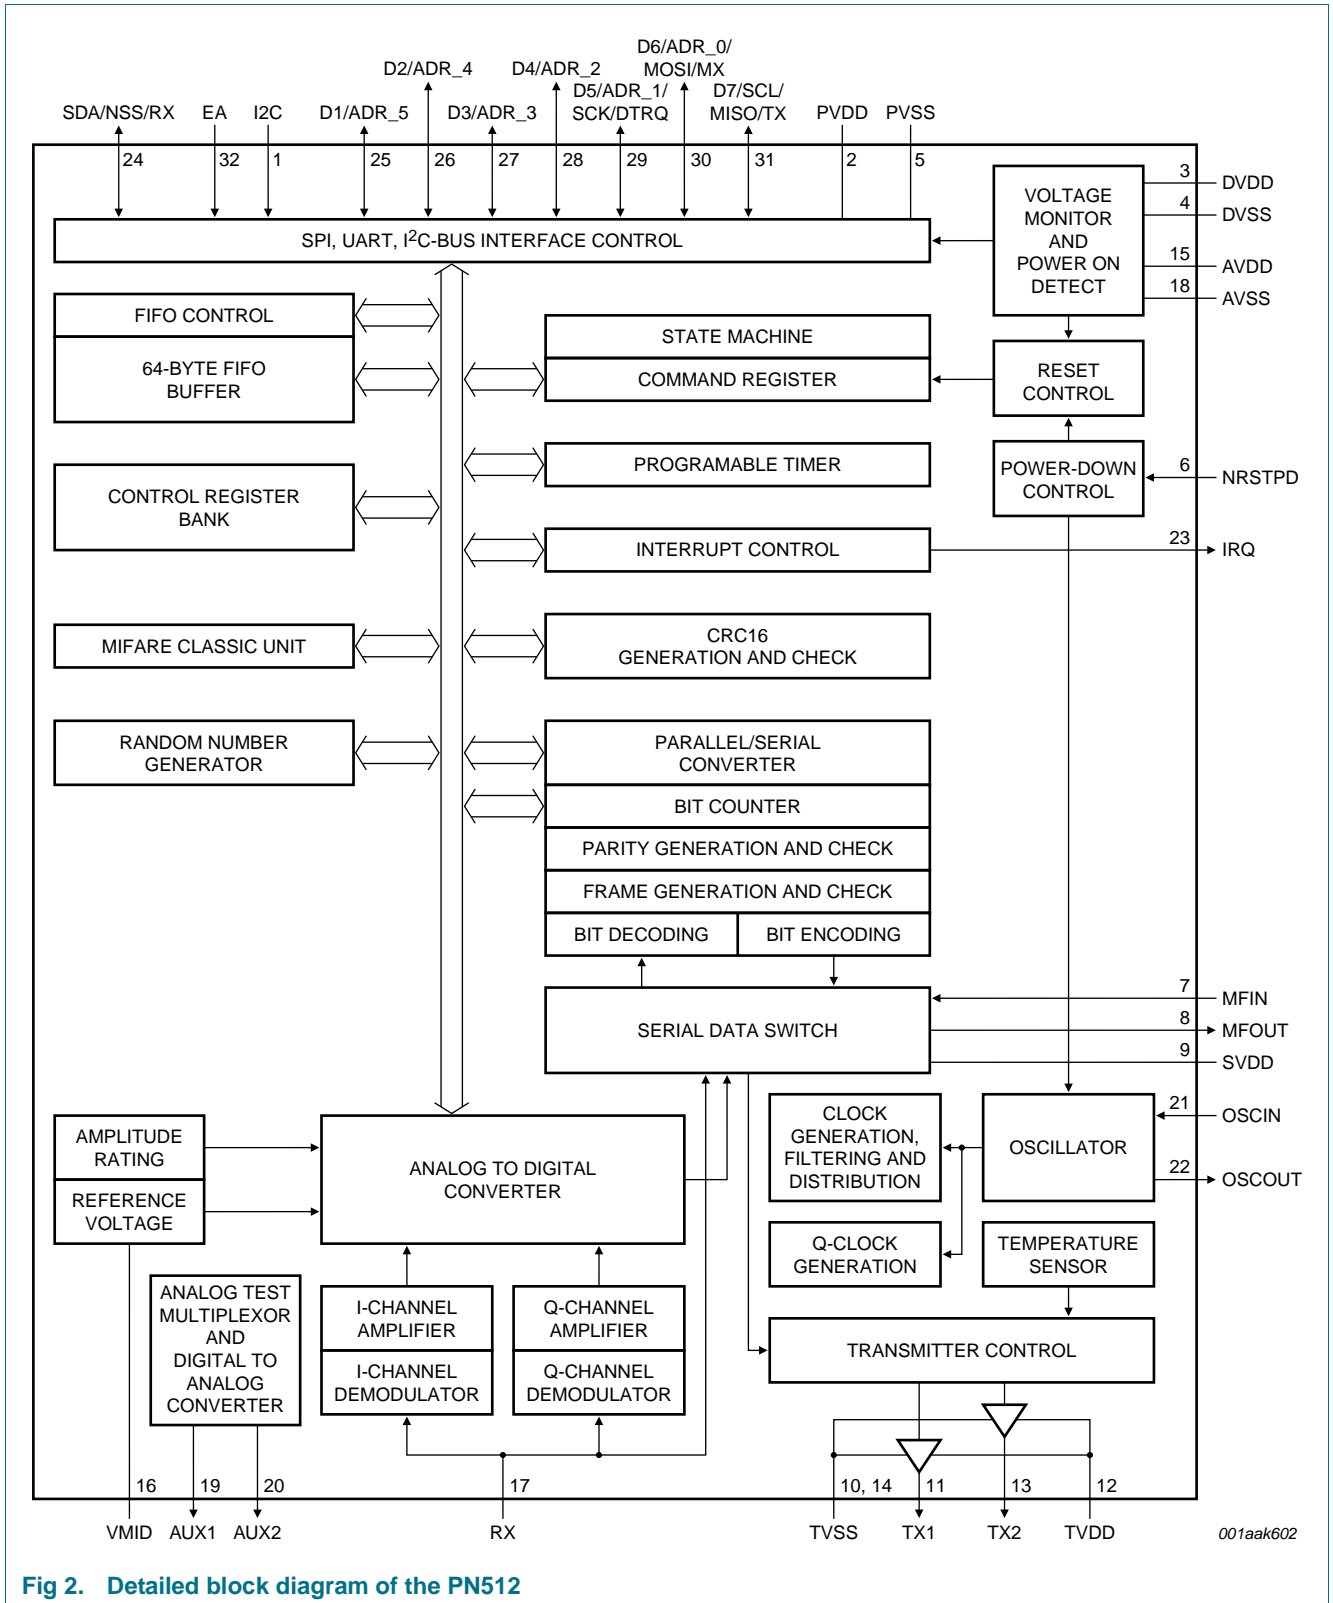 D6/ADR_0/
MOSI/MX
D2/ADR_4
D4/ADR_2
D5/ADR_1/
SCK/DTRQ
D7/SCL/
MISO/TX
SDA/NSS/RX
EA
I2C
D1/ADR_5
D3/ADR_3
PVDD
PVSS
24
32
1
25
26
27
28
29
30
31
2
5
3
DVDD
4
DVSS
15
AVDD
18
AVSS
VOLTAGE
MONITOR
AND
POWER ON
DETECT
SPI, UART, I2C-BUS INTERFACE CONTROL
FIFO CONTROL
64-BYTE FIFO
BUFFER
STATE MACHINE
COMMAND REGISTER
RESET
CONTROL
CONTROL REGISTER
BANK
PROGRAMABLE TIMER
POWER-DOWN
CONTROL
6
NRSTPD
INTERRUPT CONTROL
23
IRQ
MIFARE CLASSIC UNIT
CRC16
GENERATION AND CHECK
RANDOM NUMBER
GENERATOR
PARALLEL/SERIAL
CONVERTER
BIT COUNTER
PARITY GENERATION AND CHECK
FRAME GENERATION AND CHECK
BIT DECODING
BIT ENCODING
SERIAL DATA SWITCH
7
MFIN
8
MFOUT
9
SVDD
AMPLITUDE
RATING
REFERENCE
VOLTAGE
ANALOG TO DIGITAL
CONVERTER
CLOCK
GENERATION,
FILTERING AND
DISTRIBUTION
OSCILLATOR
21
OSCIN
22
OSCOUT
Q-CLOCK
GENERATION
TEMPERATURE
SENSOR
ANALOG TEST
MULTIPLEXOR
AND
DIGITAL TO
ANALOG
CONVERTER
I-CHANNEL
AMPLIFIER
I-CHANNEL
DEMODULATOR
Q-CHANNEL
AMPLIFIER
Q-CHANNEL
DEMODULATOR
TRANSMITTER CONTROL
16
19
20
17
10, 14
11
13
12
VMID
AUX1
AUX2
RX
TVSS
TX1
TX2
TVDD
001aak602
Fig 2. Detailed block diagram of the PN512